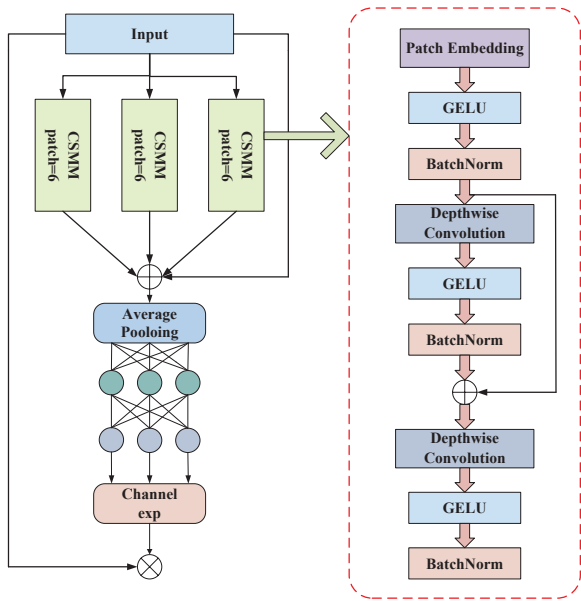 Input
CSMM
patch=6
CSMM
patch=6
CSMM
patch=6
Average
Pooloing
Channel
exp
Patch Embedding
GELU
BatchNorm
Depthwise
Convolution
GELU
BatchNorm
Depthwise
Convolution
GELU
BatchNorm